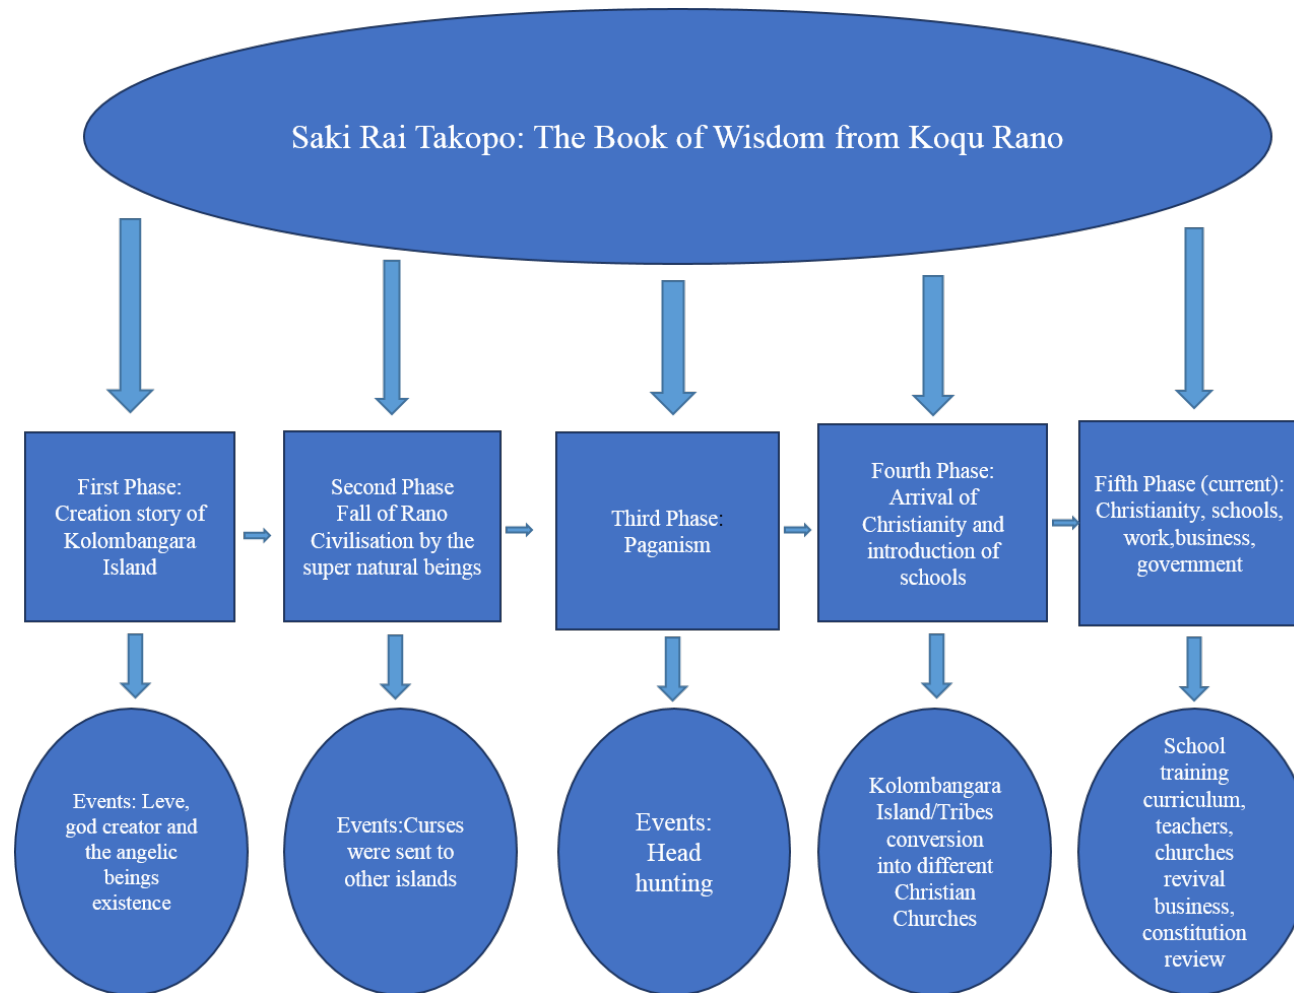 Saki Rai Takopo: The Book of Wisdom from Koqu Rano
First Phase:
Creation story of
Kolombangara
Island
Second Phase
Fall of Rano
Civilisation by the
super natural beings
Third Phase:
Paganism
Fourth Phase:
Arrival of
Christianity and
introduction of
schools
Fifth Phase (current):
Christianity, schools,
work,business,
government
Events: Leve,
god creator and
the angelic
beings
existence
Events:Curses
were sent to
other islands
Events:
Head
hunting
Kolombangara
Island/Tribes
conversion
into different
Christian
Churches
School
training
curriculum,
teachers,
churches
revival
business,
constitution
review